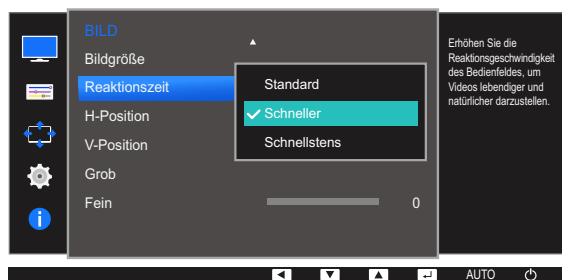 BILD
Bildgröße
Reaktionszeit
H-Position
V-Position
Grob
Fein
0
Standard
Schneller
Schnellstens
Erhöhen Sie die
Reaktionsgeschwindigkeit
des Bedienfeldes, um
Videos lebendiger und
natürlicher darzustellen.
AUTO